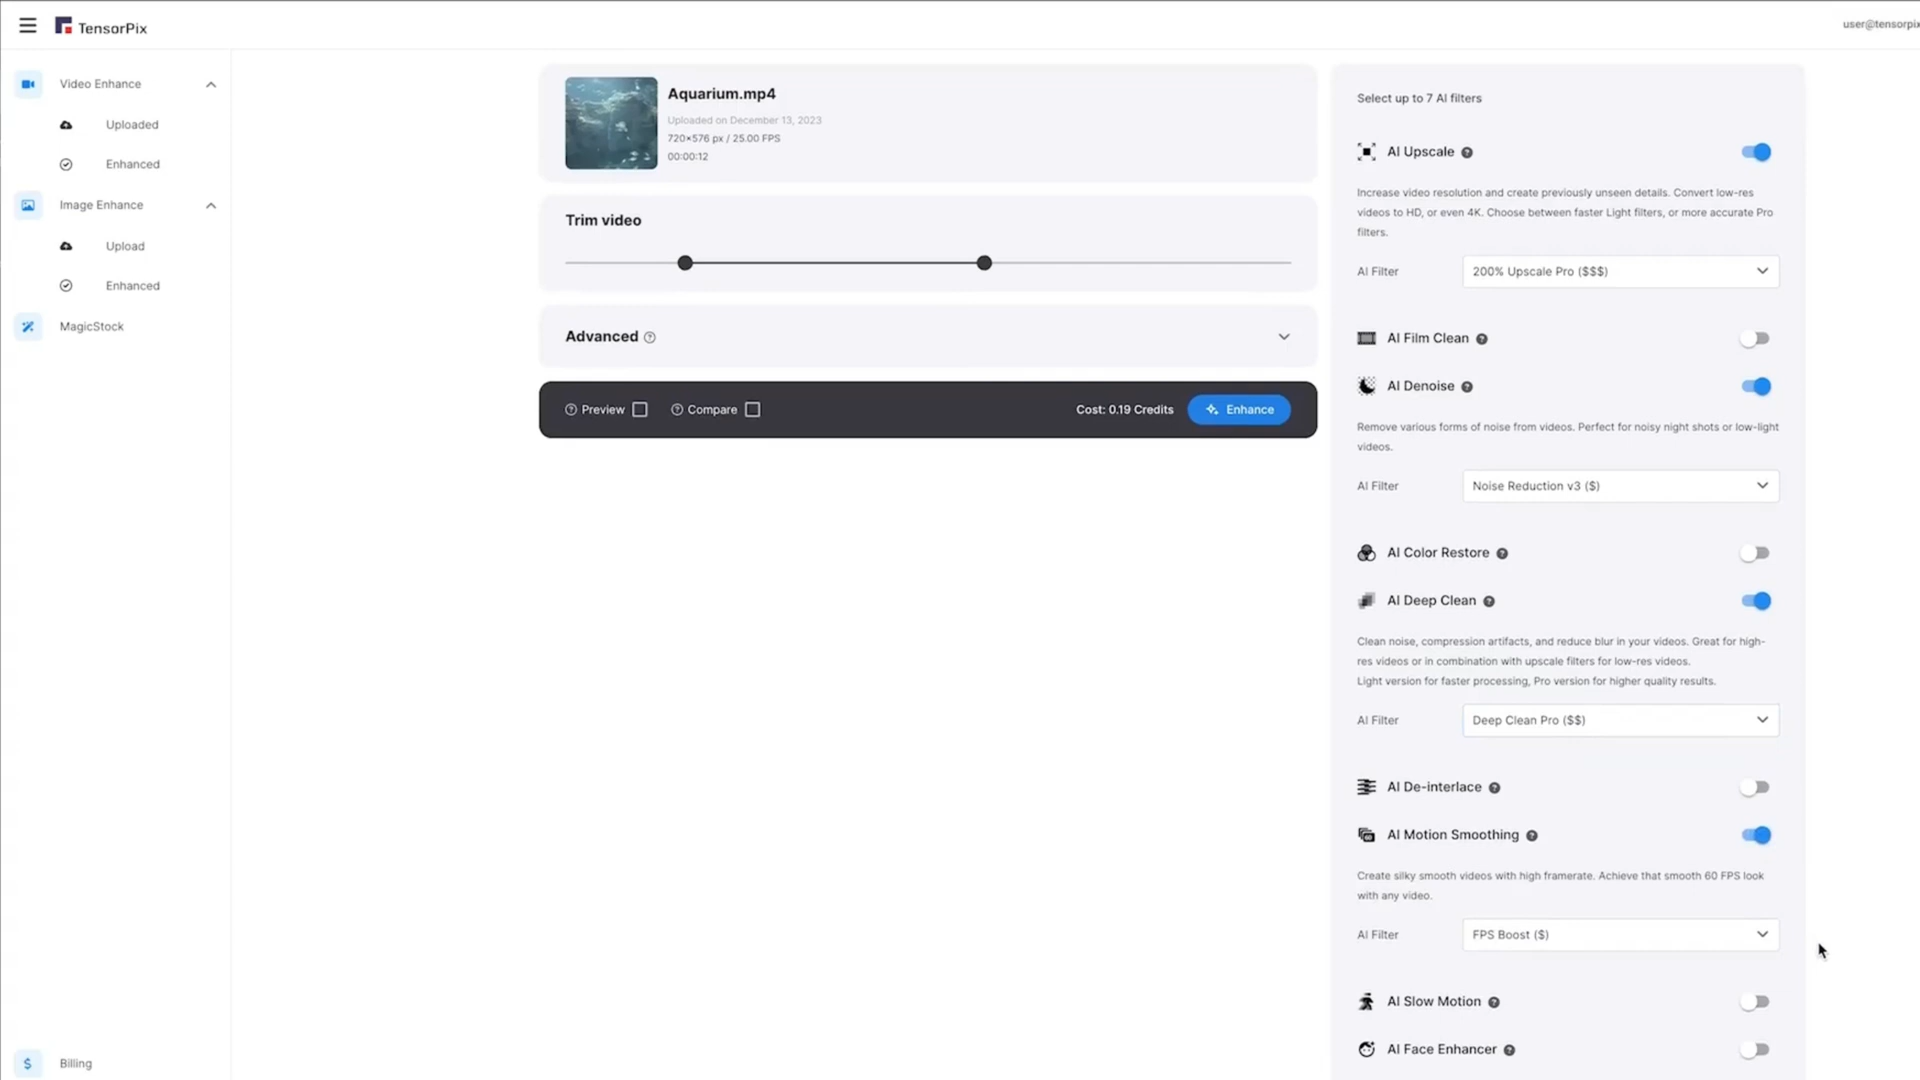 TensorPix
user@tensorpix
Video Enhance
Uploaded
Enhanced
Image Enhance
Upload
Enhanced
MagicStock
Billing
Aquarium.mp4
Uploaded on December 13, 2023
720×576 px / 25.00 FPS
00:00:12
Trim video
Advanced
Preview
Compare
Cost: 0.19 Credits
Enhance
Select up to 7 AI filters
AI Upscale
Increase video resolution and create previously unseen details. Convert low-res
videos to HD, or even 4K. Choose between faster Light filters, or more accurate Pro
filters.
AI Filter
200% Upscale Pro ($$$)
AI Film Clean
AI Denoise
Remove various forms of noise from videos. Perfect for noisy night shots or low-light
videos.
AI Filter
Noise Reduction v3 ($)
AI Color Restore
AI Deep Clean
Clean noise, compression artifacts, and reduce blur in your videos. Great for high-
res videos or in combination with upscale filters for low-res videos.
Light version for faster processing, Pro version for higher quality results.
AI Filter
Deep Clean Pro ($$)
AI De-interlace
AI Motion Smoothing
Create silky smooth videos with high framerate. Achieve that smooth 60 FPS look
with any video.
AI Filter
FPS Boost ($)
AI Slow Motion
AI Face Enhancer